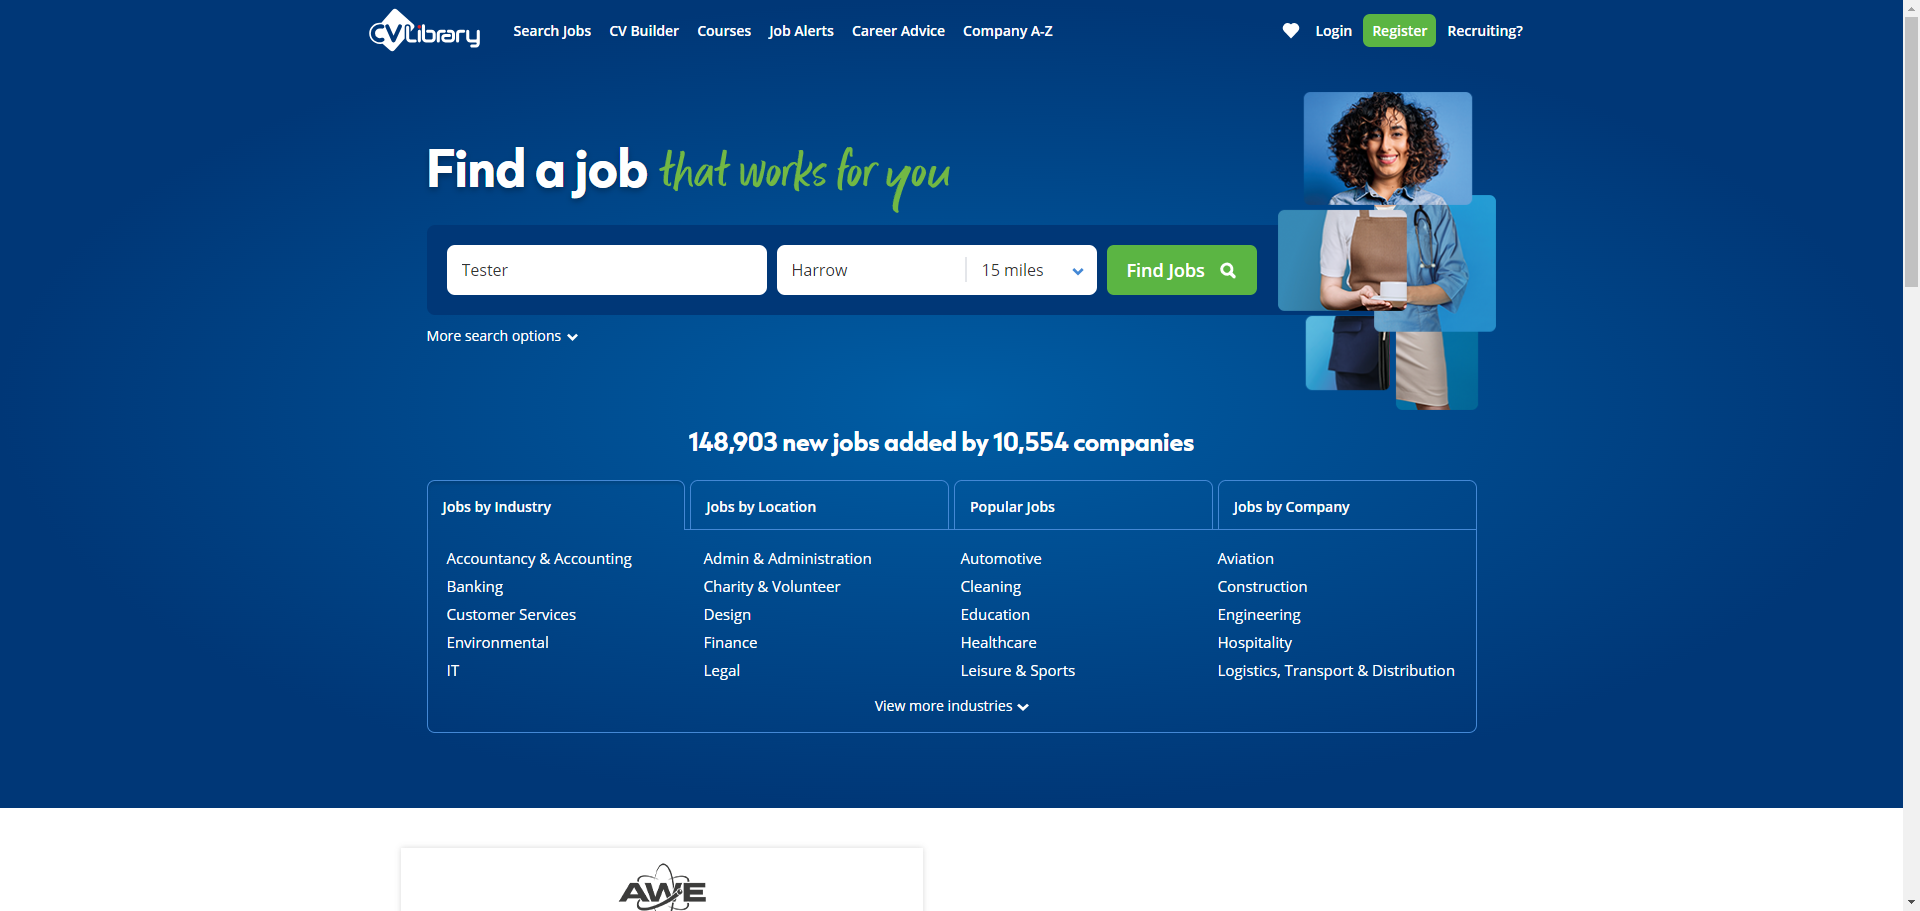 CVLibrary
Search Jobs CV Builder Courses Job Alerts Career Advice Company A-Z Login Register Recruiting?
Find a job that works for you
Tester Harrow 15 miles Find Jobs
More search options
148,903 new jobs added by 10,554 companies
Jobs by Industry Jobs by Location Popular Jobs Jobs by Company
Accountancy & Accounting Admin & Administration Automotive Aviation
Banking Charity & Volunteer Cleaning Construction
Customer Services Design Education Engineering
Environmental Finance Healthcare Hospitality
IT Legal Leisure & Sports Logistics, Transport & Distribution
View more industries
AWE